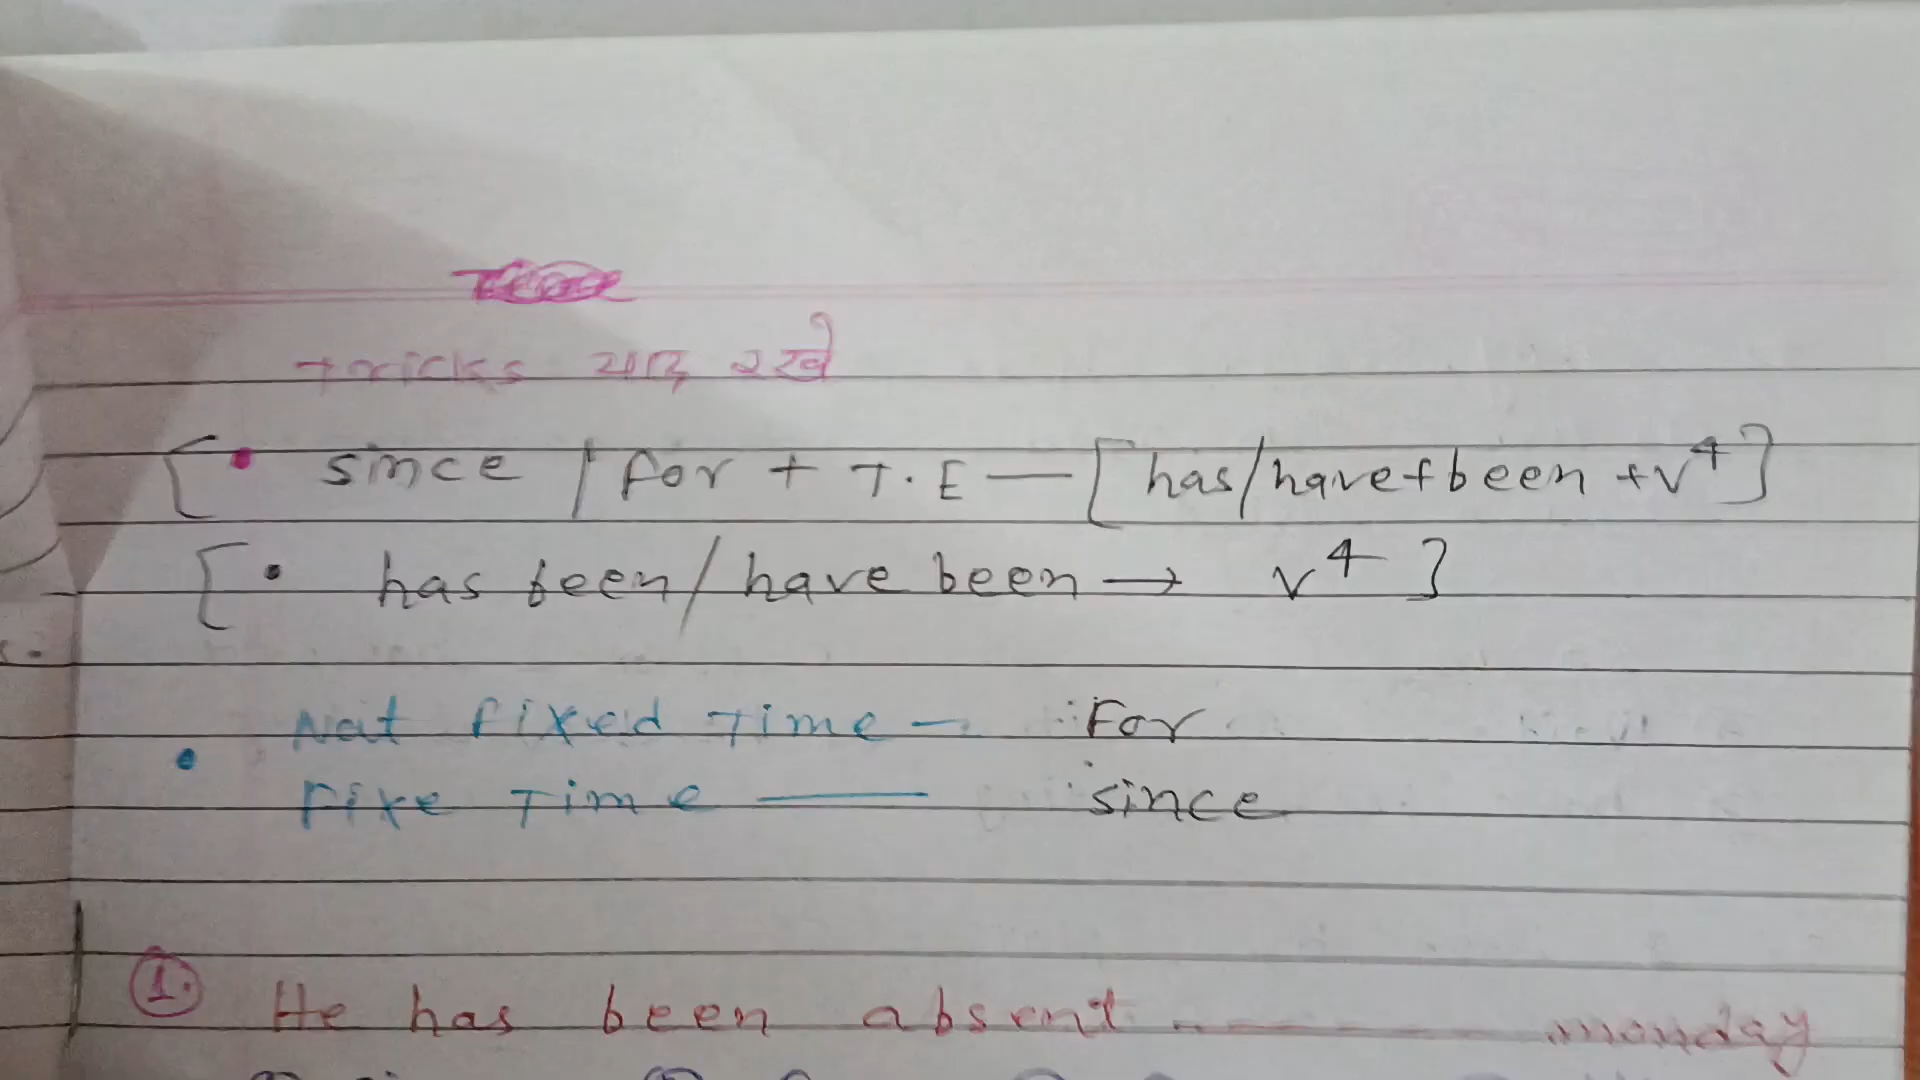 tricks याद रखे
[• since / for + T.E — [has/have+been +v⁴]
[• has been / have been → v⁴]
Not fixed Time — For
• Fixe Time — since
1. He has been absent ------ monday